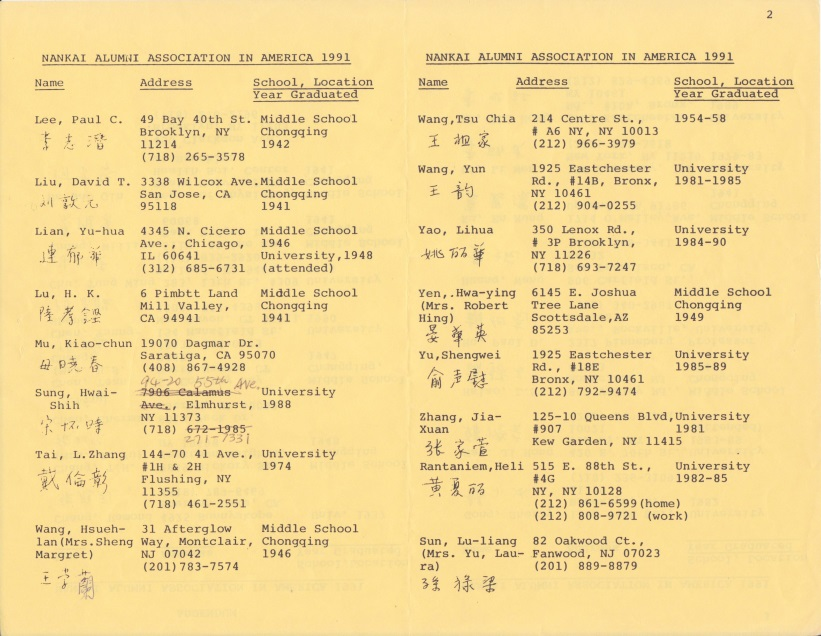 2
NANKAI ALUMNI ASSOCIATION IN AMERICA 1991
Name Address School, Location
Year Graduated
Lee, Paul C. 49 Bay 40th St. Middle School
Brooklyn, NY Chongqing
11214 1942
(718) 265-3578
李志潜
Liu, David T. 3338 Wilcox Ave. Middle School
San Jose, CA Chongqing
95118 1941
刘敦元
Lian, Yu-hua 4345 N. Cicero Middle School
Ave., Chicago, 1946
IL 60641 University,1948
(312) 685-6731 (attended)
連郁華
Lu, H. K. 6 Pimbtt Land Middle School
Mill Valley, Chongqing
CA 94941 1941
陸孝
Mu, Kiao-chun 19070 Dagmar Dr.
Saratiga, CA 95070
(408) 867-4928
母晓春
94-20 55th Ave.
Sung, Hwai- 7906 Calamus University
Shih Ave., Elmhurst, 1988
NY 11373
(718) 672-1985
271-7331
宋怀時
Tai, L.Zhang 144-70 41 Ave., University
#1H & 2H 1974
Flushing, NY
11355
(718) 461-2551
戴倫彰
Wang, Hsueh- 31 Afterglow Middle School
lan(Mrs.Sheng Way, Montclair, Chongqing
Margret) NJ 07042 1946
(201)783-7574
王学蘭
NANKAI ALUMNI ASSOCIATION IN AMERICA 1991
Name Address School, Location
Year Graduated
Wang,Tsu Chia 214 Centre St., 1954-58
# A6 NY, NY, 10013
(212) 966-3979
王祖家
Wang, Yun 1925 Eastchester University
Rd., #14B, Bronx, 1981-1985
NY 10461
(212) 904-0255
王韵
Yao, Lihua 350 Lenox Rd., University
# 3P Brooklyn, 1984-90
NY 11226
(718) 693-7247
姚丽華
Yen,.Hwa-ying 6145 E. Joshua Middle School
(Mrs. Robert Tree Lane Chongqing
Hing) Scottsdale,AZ 1949
85253
晏華英
Yu,Shengwei 1925 Eastchester University
Rd., #18E 1985-89
Bronx, NY 10461
(212) 792-9474
俞声慰
Zhang, Jia- 125-10 Queens Blvd, University
Xuan #907 1981
Kew Garden, NY 11415
张家萱
Rantaniem,Heli 515 E. 88th St., University
#4G 1982-85
NY, NY 10128
(212) 861-6599(home)
(212) 808-9721 (work)
黄夏丽
Sun, Lu-liang 82 Oakwood Ct.,
(Mrs. Yu, Lau- Fanwood, NJ 07023
ra) (201) 889-8879
孫梁